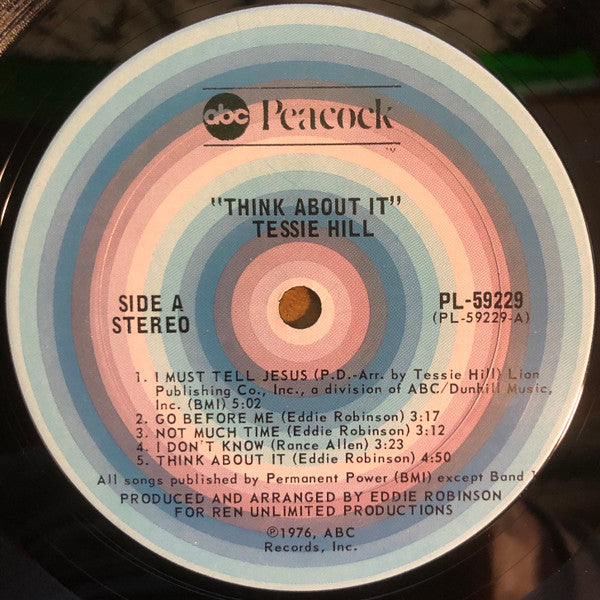 abc Peacock
TM
"THINK ABOUT IT"
TESSIE HILL
SIDE A
STEREO
PL-59229
(PL-59229-A)
1. I MUST TELL JESUS (P.D.-Arr. by Tessie Hill) Lion
Publishing Co., Inc., a division of ABC/Dunhill Music,
Inc. (BMI) 5:02
2. GO BEFORE ME (Eddie Robinson) 3:17
3. NOT MUCH TIME (Eddie Robinson) 3:12
4. I DON'T KNOW (Rance Allen) 3:23
5. THINK ABOUT IT (Eddie Robinson) 4:50
All songs published by Permanent Power (BMI) except Band 1
PRODUCED AND ARRANGED BY EDDIE ROBINSON
FOR REN UNLIMITED PRODUCTIONS
℗1976, ABC
Records, Inc.